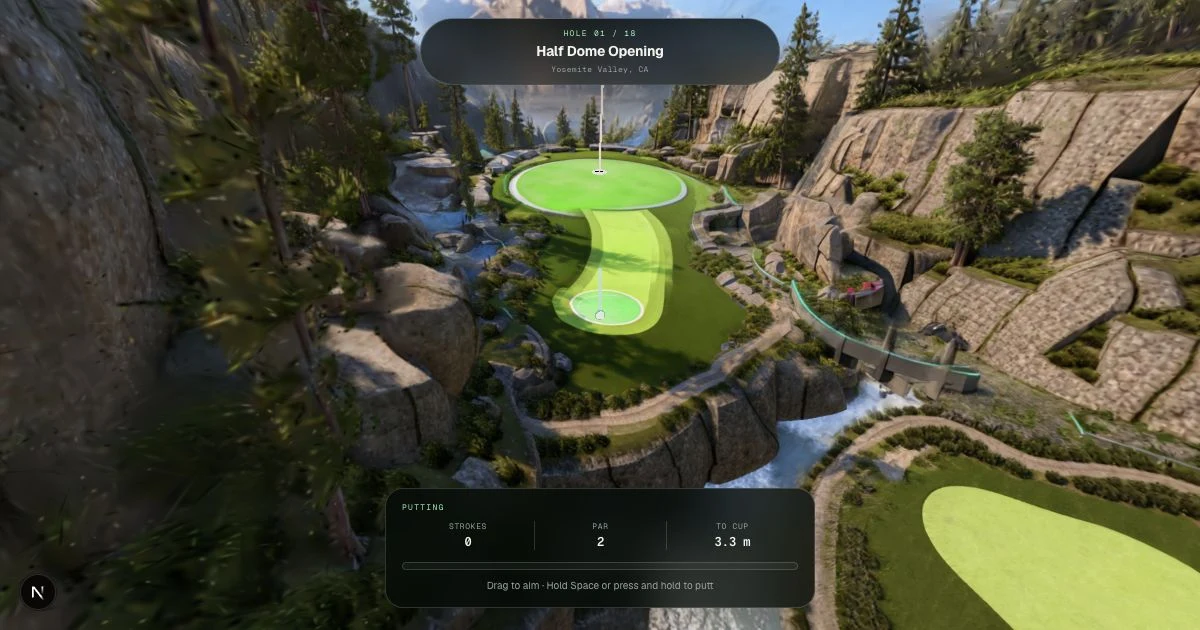 HOLE 01 / 18
Half Dome Opening
Yosemite Valley, CA
PUTTING
STROKES PAR TO CUP
0 2 3.3 m
Drag to aim · Hold Space or press and hold to putt
N